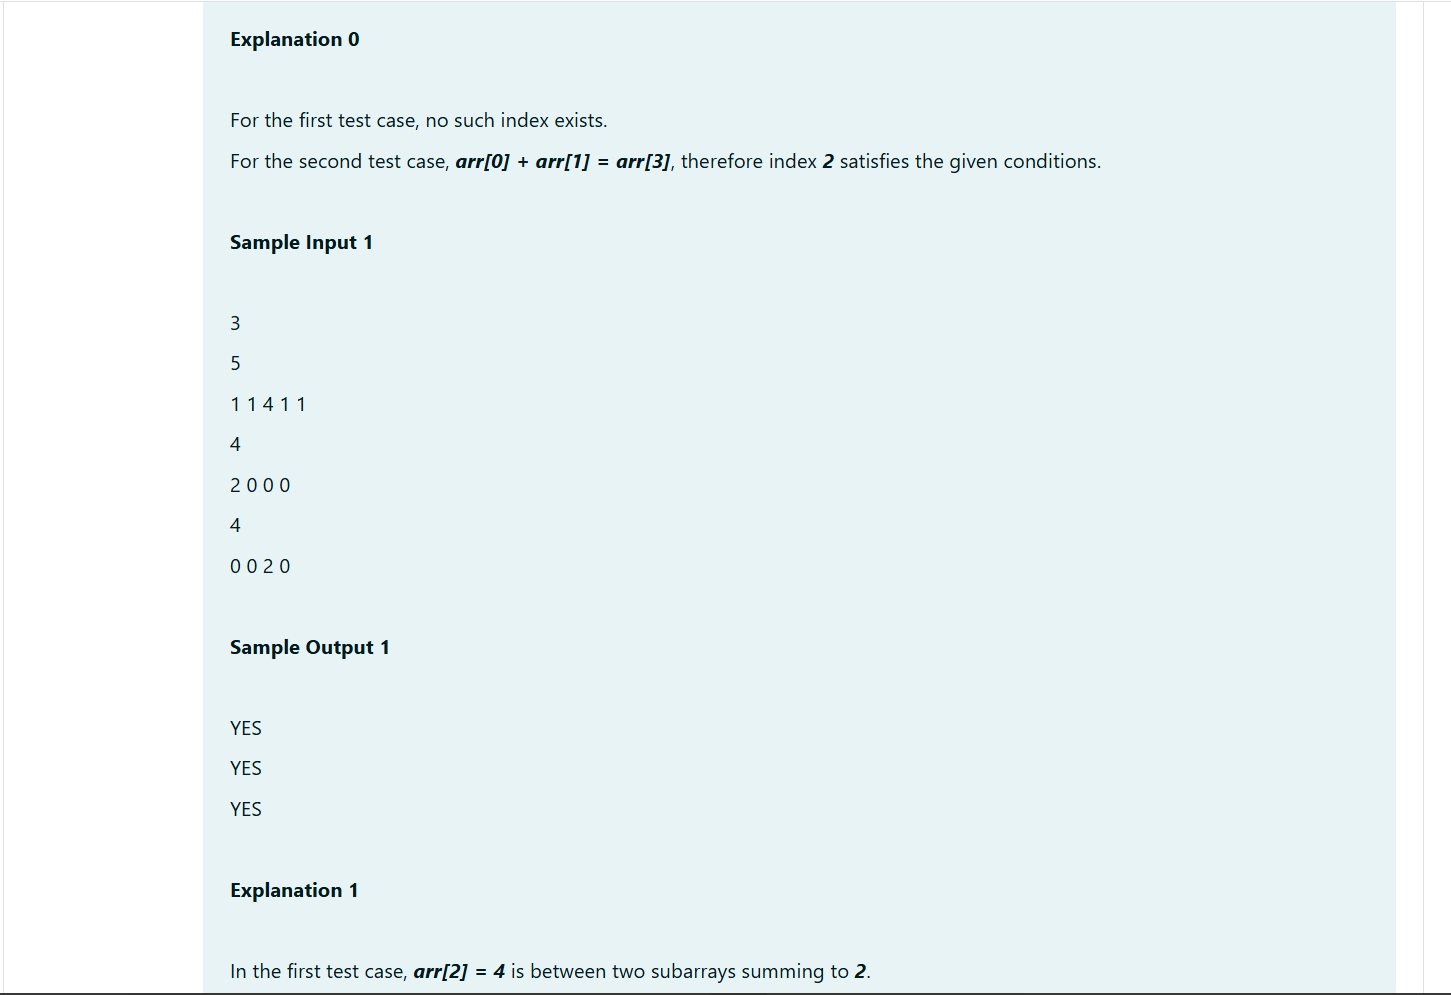 Explanation 0
For the first test case, no such index exists.
For the second test case, arr[0] + arr[1] = arr[3], therefore index 2 satisfies the given conditions.
Sample Input 1
3
5
1 1 4 1 1
4
2 0 0 0
4
0 0 2 0
Sample Output 1
YES
YES
YES
Explanation 1
In the first test case, arr[2] = 4 is between two subarrays summing to 2.